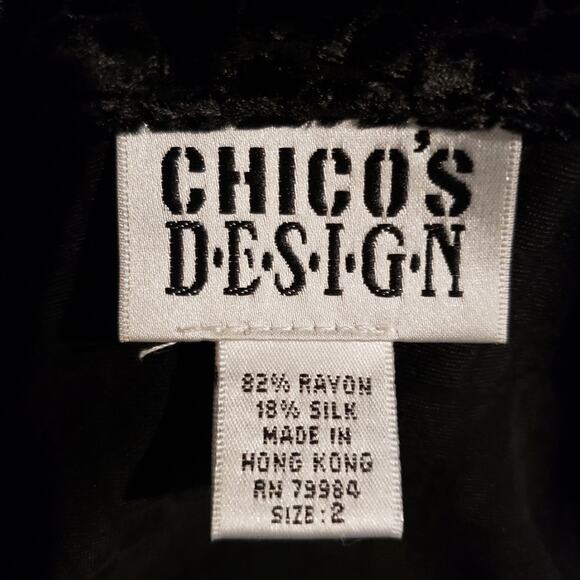 CHICO'S
D·E·S·I·G·N
82% RAYON
18% SILK
MADE IN
HONG KONG
RN 79984
SIZE: 2